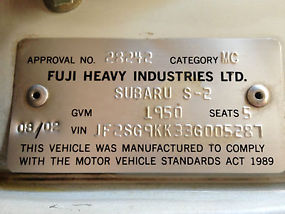 APPROVAL NO. 28242 CATEGORY MC
FUJI HEAVY INDUSTRIES LTD.
SUBARU S-2
GVM 1950 SEATS 5
08/02 VIN JF2SG9KK33G005287
THIS VEHICLE WAS MANUFACTURED TO COMPLY
WITH THE MOTOR VEHICLE STANDARDS ACT 1989